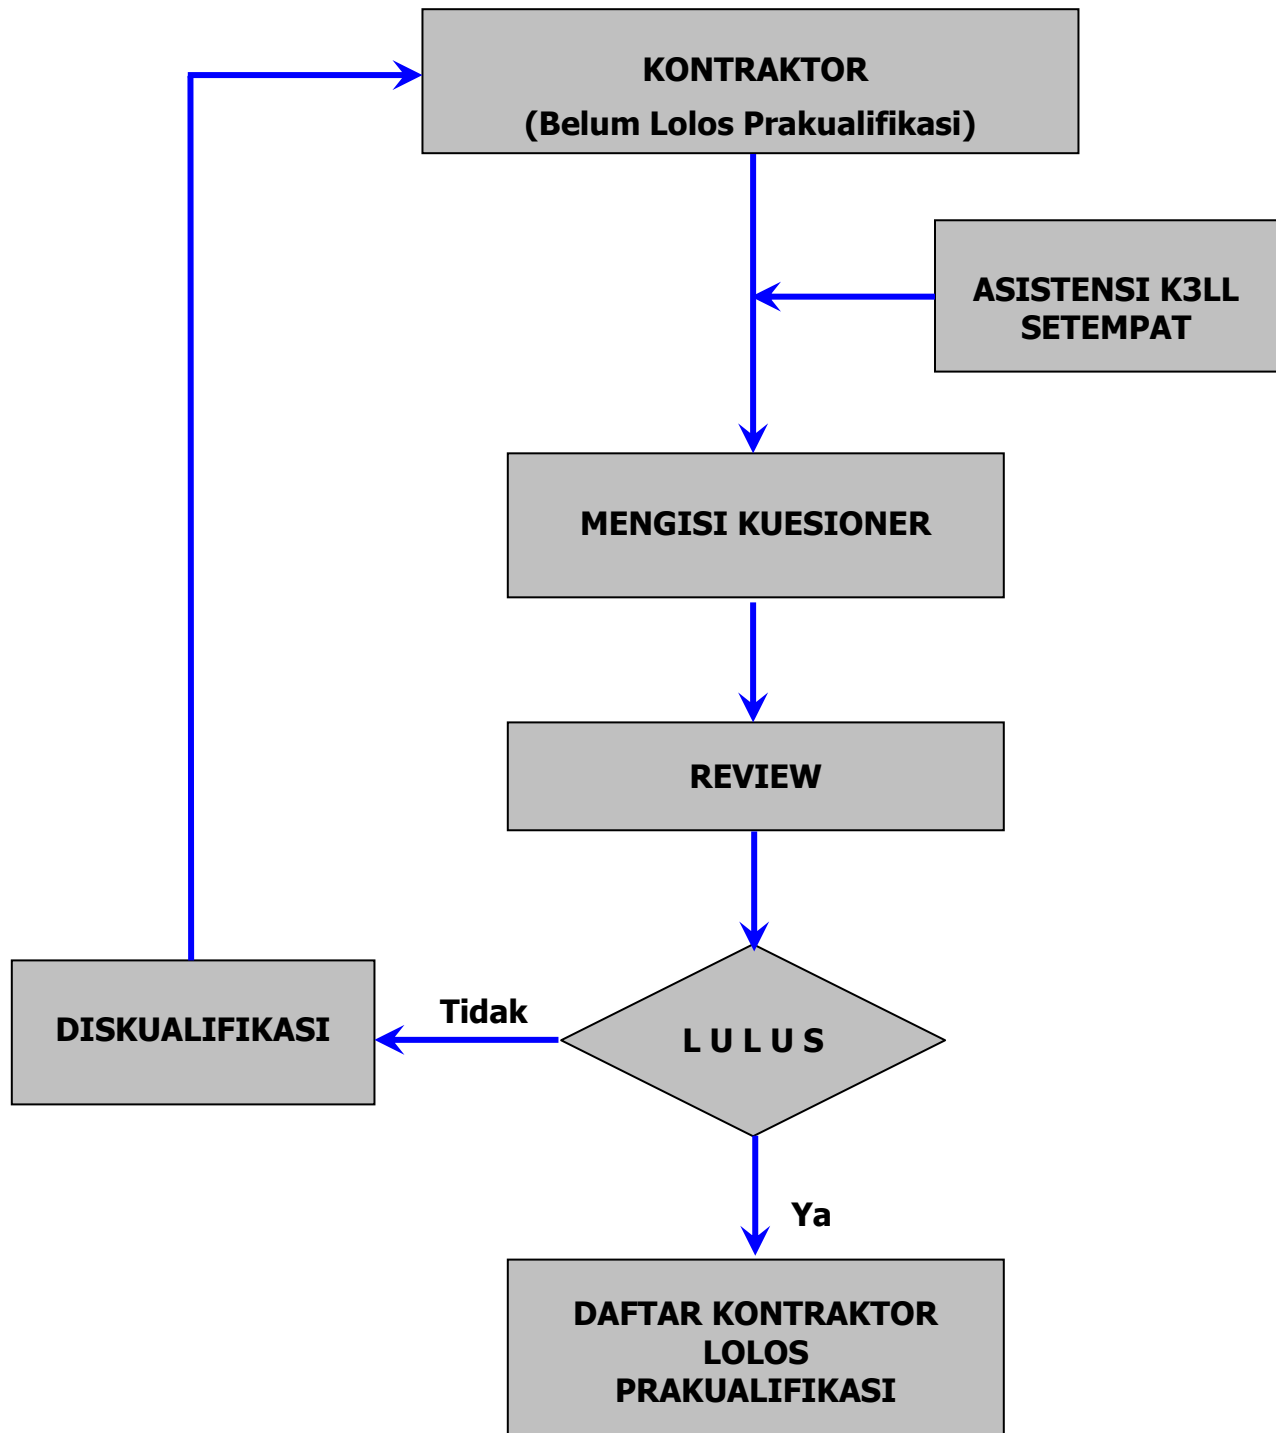 KONTRAKTOR
(Belum Lolos Prakualifikasi)
ASISTENSI K3LL
SETEMPAT
MENGISI KUESIONER
REVIEW
DISKUALIFIKASI
Tidak
L U L U S
Ya
DAFTAR KONTRAKTOR
LOLOS
PRAKUALIFIKASI